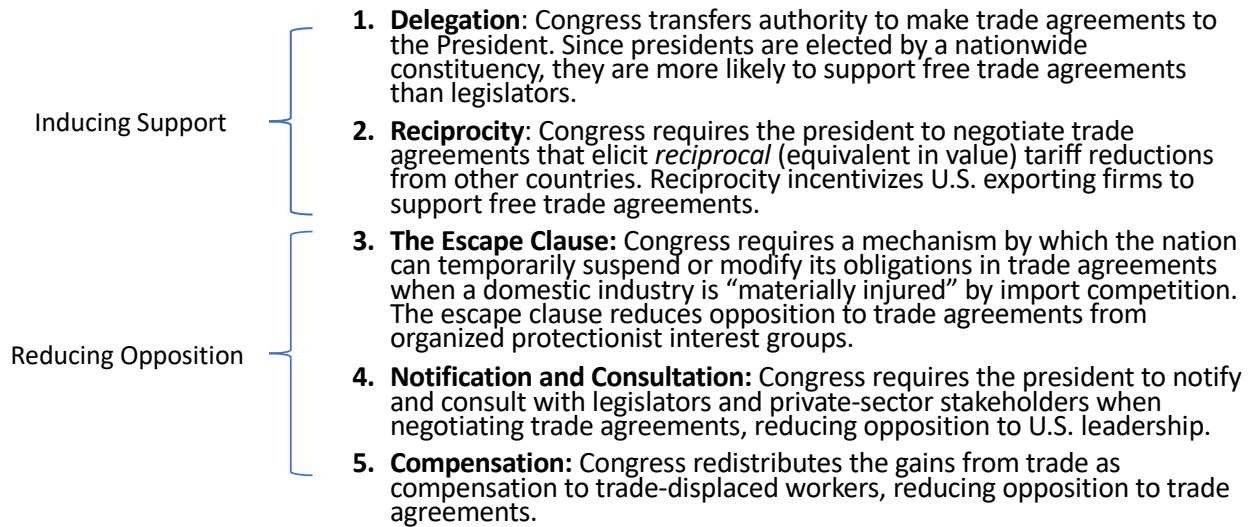 1. Delegation: Congress transfers authority to make trade agreements to
the President. Since presidents are elected by a nationwide
constituency, they are more likely to support free trade agreements
than legislators.
Inducing Support
2. Reciprocity: Congress requires the president to negotiate trade
agreements that elicit reciprocal (equivalent in value) tariff reductions
from other countries. Reciprocity incentivizes U.S. exporting firms to
support free trade agreements.
3. The Escape Clause: Congress requires a mechanism by which the nation
can temporarily suspend or modify its obligations in trade agreements
when a domestic industry is “materially injured” by import competition.
The escape clause reduces opposition to trade agreements from
organized protectionist interest groups.
Reducing Opposition
4. Notification and Consultation: Congress requires the president to notify
and consult with legislators and private-sector stakeholders when
negotiating trade agreements, reducing opposition to U.S. leadership.
5. Compensation: Congress redistributes the gains from trade as
compensation to trade-displaced workers, reducing opposition to trade
agreements.